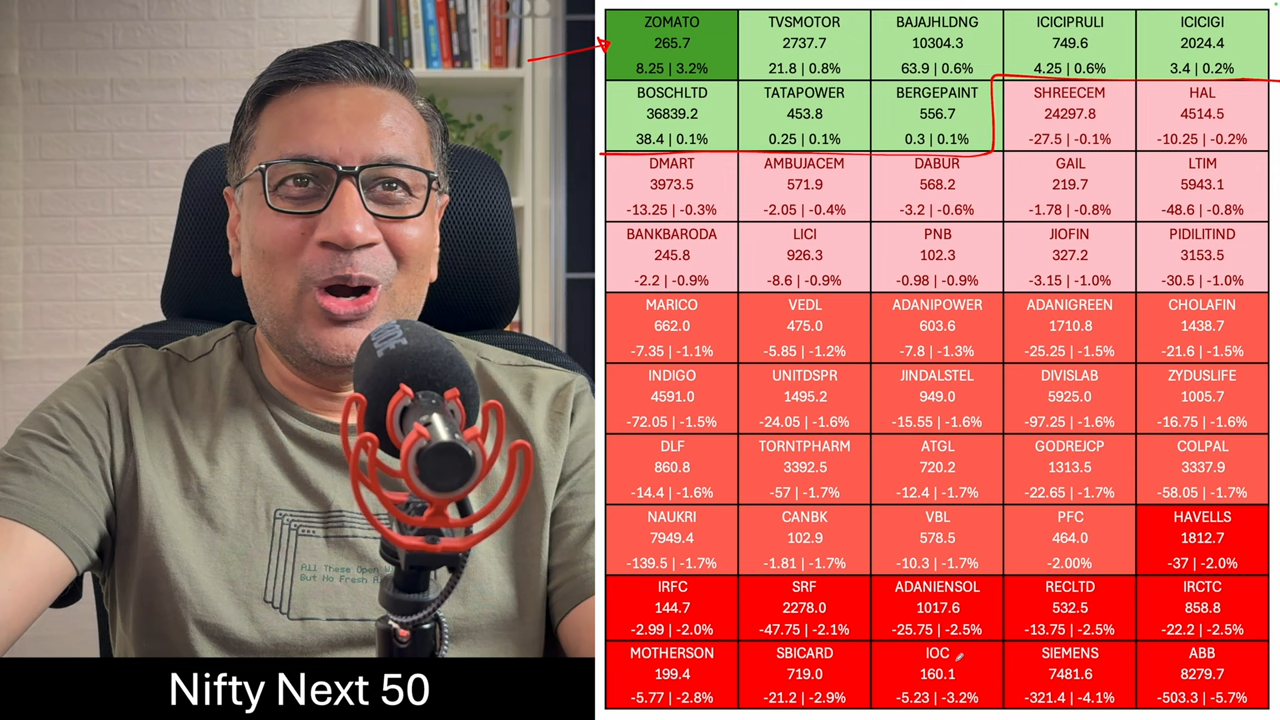 ZOMATO
265.7
8.25 | 3.2%
TVSMOTOR
2737.7
21.8 | 0.8%
BAJAJHLDNG
10304.3
63.9 | 0.6%
ICICIPRULI
749.6
4.25 | 0.6%
ICICIGI
2024.4
3.4 | 0.2%
BOSCHLTD
36839.2
38.4 | 0.1%
TATAPOWER
453.8
0.25 | 0.1%
BERGEPAINT
556.7
0.3 | 0.1%
SHREECEM
24297.8
-27.5 | -0.1%
HAL
4514.5
-10.25 | -0.2%
DMART
3973.5
-13.25 | -0.3%
AMBUJACEM
571.9
-2.05 | -0.4%
DABUR
568.2
-3.2 | -0.6%
GAIL
219.7
-1.78 | -0.8%
LTIM
5943.1
-48.6 | -0.8%
BANKBARODA
245.8
-2.2 | -0.9%
LICI
926.3
-8.6 | -0.9%
PNB
102.3
-0.98 | -0.9%
JIOFIN
327.2
-3.15 | -1.0%
PIDILITIND
3153.5
-30.5 | -1.0%
MARICO
662.0
-7.35 | -1.1%
VEDL
475.0
-5.85 | -1.2%
ADANIPOWER
603.6
-7.8 | -1.3%
ADANIGREEN
1710.8
-25.25 | -1.5%
CHOLAFIN
1438.7
-21.6 | -1.5%
INDIGO
4591.0
-72.05 | -1.5%
UNITDSPR
1495.2
-24.05 | -1.6%
JINDALSTEL
949.0
-15.55 | -1.6%
DIVISLAB
5925.0
-97.25 | -1.6%
ZYDUSLIFE
1005.7
-16.75 | -1.6%
DLF
860.8
-14.4 | -1.6%
TORNTPHARM
3392.5
-57 | -1.7%
ATGL
720.2
-12.4 | -1.7%
GODREJCP
1313.5
-22.65 | -1.7%
COLPAL
3337.9
-58.05 | -1.7%
NAUKRI
7949.4
-139.5 | -1.7%
CANBK
102.9
-1.81 | -1.7%
VBL
578.5
-10.3 | -1.7%
PFC
464.0
-2.00%
HAVELLS
1812.7
-37 | -2.0%
IRFC
144.7
-2.99 | -2.0%
SRF
2278.0
-47.75 | -2.1%
ADANIENSOL
1017.6
-25.75 | -2.5%
RECLTD
532.5
-13.75 | -2.5%
IRCTC
858.8
-22.2 | -2.5%
MOTHERSON
199.4
-5.77 | -2.8%
SBICARD
719.0
-21.2 | -2.9%
IOC
160.1
-5.23 | -3.2%
SIEMENS
7481.6
-321.4 | -4.1%
ABB
8279.7
-503.3 | -5.7%
All These Open
But No Fresh
Nifty Next 50